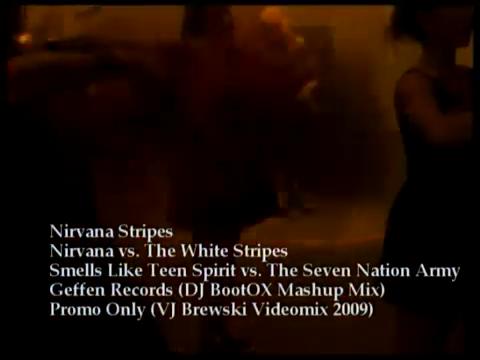 Nirvana Stripes
Nirvana vs. The White Stripes
Smells Like Teen Spirit vs. The Seven Nation Army
Geffen Records (DJ BootOX Mashup Mix)
Promo Only (VJ Brewski Videomix 2009)